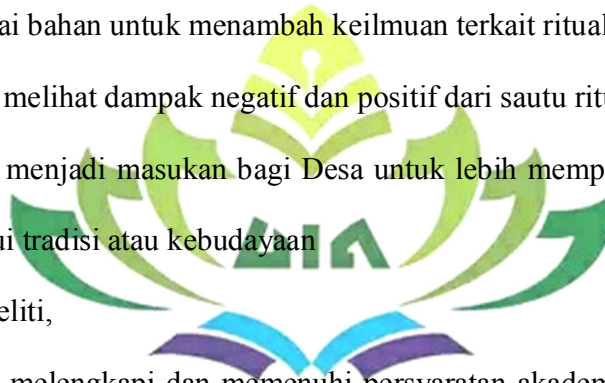 ai bahan untuk menambah keilmuan terkait ritual
melihat dampak negatif dan positif dari sautu ritu
menjadi masukan bagi Desa untuk lebih memp
ui tradisi atau kebudayaan
UIN
eliti,
melengkapi dan memenuhi persyaratan akadem